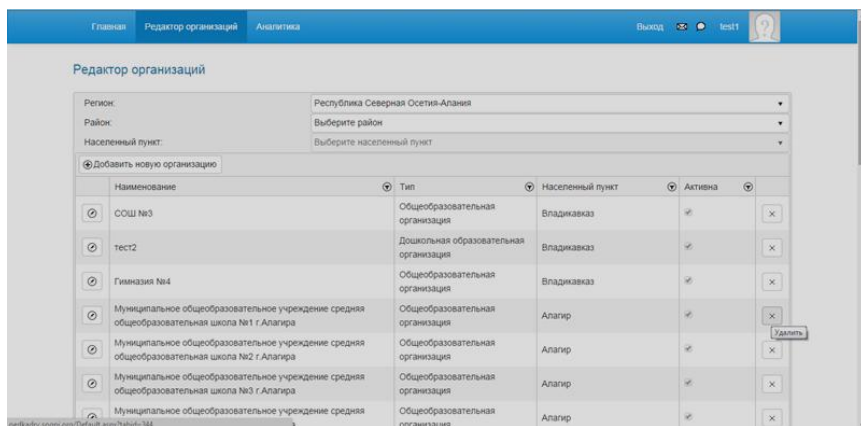 Главная Редактор организаций Аналитика Выход test1
Редактор организаций
Регион: Республика Северная Осетия-Алания
Район: Выберите район
Населенный пункт: Выберите населенный пункт
Добавить новую организацию
Наименование Тип Населенный пункт Активна
СОШ №3 Общеобразовательная организация Владикавказ
тест2 Дошкольная образовательная организация Владикавказ
Гимназия №4 Общеобразовательная организация Владикавказ
Муниципальное общеобразовательное учреждение средняя
общеобразовательная школа №1 г.Алагира Общеобразовательная организация Алагир
Удалить
Муниципальное общеобразовательное учреждение средняя
общеобразовательная школа №2 г.Алагира Общеобразовательная организация Алагир
Муниципальное общеобразовательное учреждение средняя
общеобразовательная школа №3 г.Алагира Общеобразовательная организация Алагир
Муниципальное общеобразовательное учреждение средняя Общеобразовательная организация Алагир